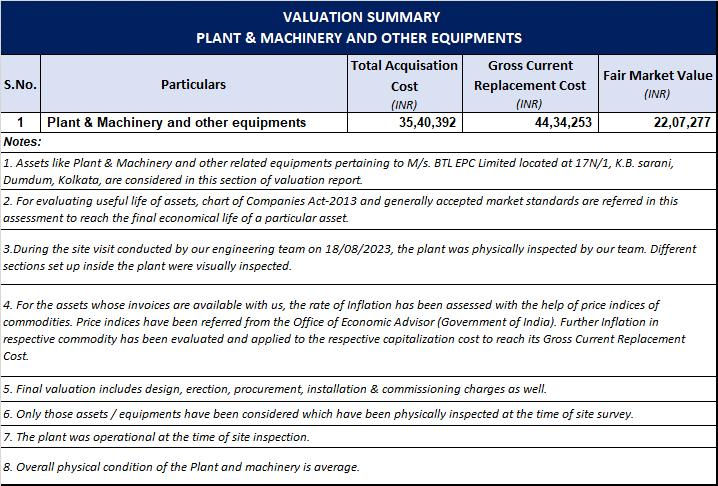 VALUATION SUMMARY
PLANT & MACHINERY AND OTHER EQUIPMENTS
S.No.
Particulars
Total Acquisation
Cost
(INR)
Gross Current
Replacement Cost
(INR)
Fair Market Value
(INR)
1 Plant & Machinery and other equipments 35,40,392 44,34,253 22,07,277
Notes:
1. Assets like Plant & Machinery and other related equipments pertaining to M/s. BTL EPC Limited located at 17N/1, K.B. sarani,
Dumdum, Kolkata, are considered in this section of valuation report.
2. For evaluating useful life of assets, chart of Companies Act-2013 and generally accepted market standards are referred in this
assessment to reach the final economical life of a particular asset.
3.During the site visit conducted by our engineering team on 18/08/2023, the plant was physically inspected by our team. Different
sections set up inside the plant were visually inspected.
4. For the assets whose invoices are available with us, the rate of Inflation has been assessed with the help of price indices of
commodities. Price indices have been referred from the Office of Economic Advisor (Government of India). Further Inflation in
respective commodity has been evaluated and applied to the respective capitalization cost to reach its Gross Current Replacement
Cost.
5. Final valuation includes design, erection, procurement, installation & commissioning charges as well.
6. Only those assets / equipments have been considered which have been physically inspected at the time of site survey.
7. The plant was operational at the time of site inspection.
8. Overall physical condition of the Plant and machinery is average.